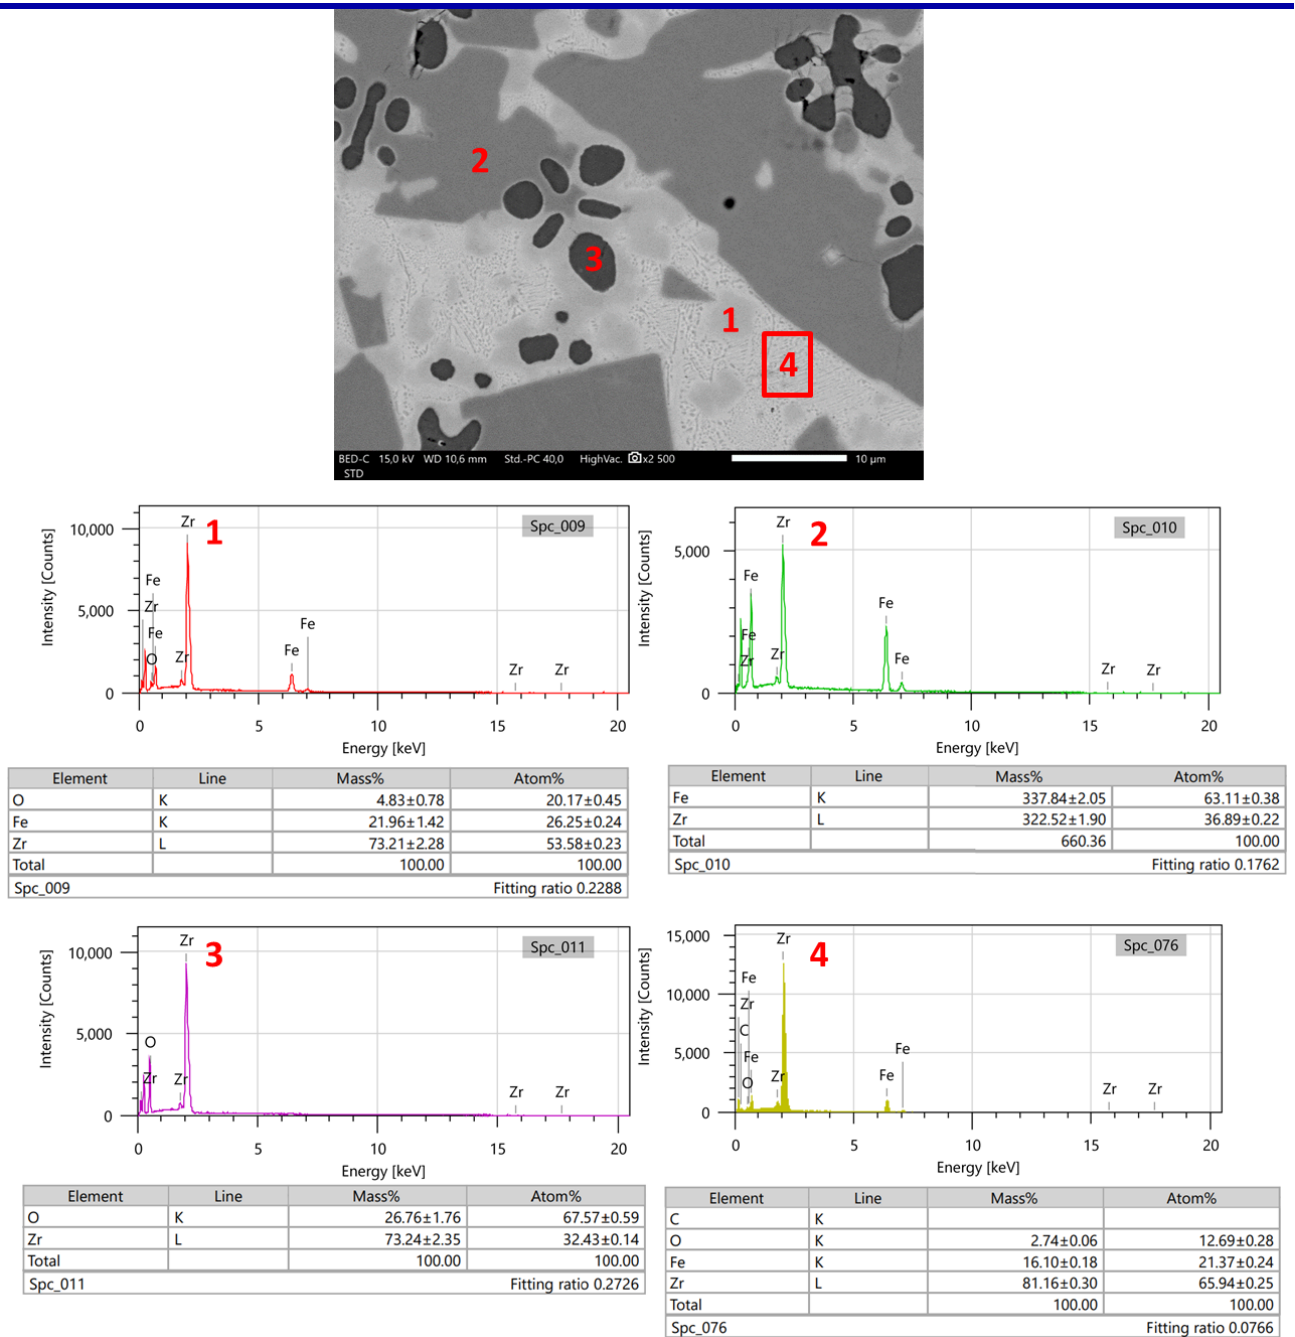 2
3
1
4
BED-C 15,0 kV WD 10,6 mm Std.-PC 40,0 HighVac. x2 500 10 µm
STD
1
Spc_009
Intensity [Counts]
10,000
5,000
0
Zr
Fe
Zr
Fe
O
Zr
Fe
Fe
Zr
Zr
0 5 10 15 20
Energy [keV]
Element Line Mass% Atom%
O K 4.83±0.78 20.17±0.45
Fe K 21.96±1.42 26.25±0.24
Zr L 73.21±2.28 53.58±0.23
Total 100.00 100.00
Spc_009 Fitting ratio 0.2288
2
Spc_010
Intensity [Counts]
5,000
0
Zr
Fe
Fe
Zr
Zr
Fe
Fe
Zr
Zr
0 5 10 15 20
Energy [keV]
Element Line Mass% Atom%
Fe K 337.84±2.05 63.11±0.38
Zr L 322.52±1.90 36.89±0.22
Total 660.36 100.00
Spc_010 Fitting ratio 0.1762
3
Spc_011
Intensity [Counts]
10,000
5,000
0
Zr
O
Zr
Zr
Zr
Zr
0 5 10 15 20
Energy [keV]
Element Line Mass% Atom%
O K 26.76±1.76 67.57±0.59
Zr L 73.24±2.35 32.43±0.14
Total 100.00 100.00
Spc_011 Fitting ratio 0.2726
4
Spc_076
Intensity [Counts]
15,000
10,000
5,000
0
Zr
Fe
Zr
C
Fe
O
Zr
Fe
Fe
Zr
Zr
0 5 10 15 20
Energy [keV]
Element Line Mass% Atom%
C K
O K 2.74±0.06 12.69±0.28
Fe K 16.10±0.18 21.37±0.24
Zr L 81.16±0.30 65.94±0.25
Total 100.00 100.00
Spc_076 Fitting ratio 0.0766